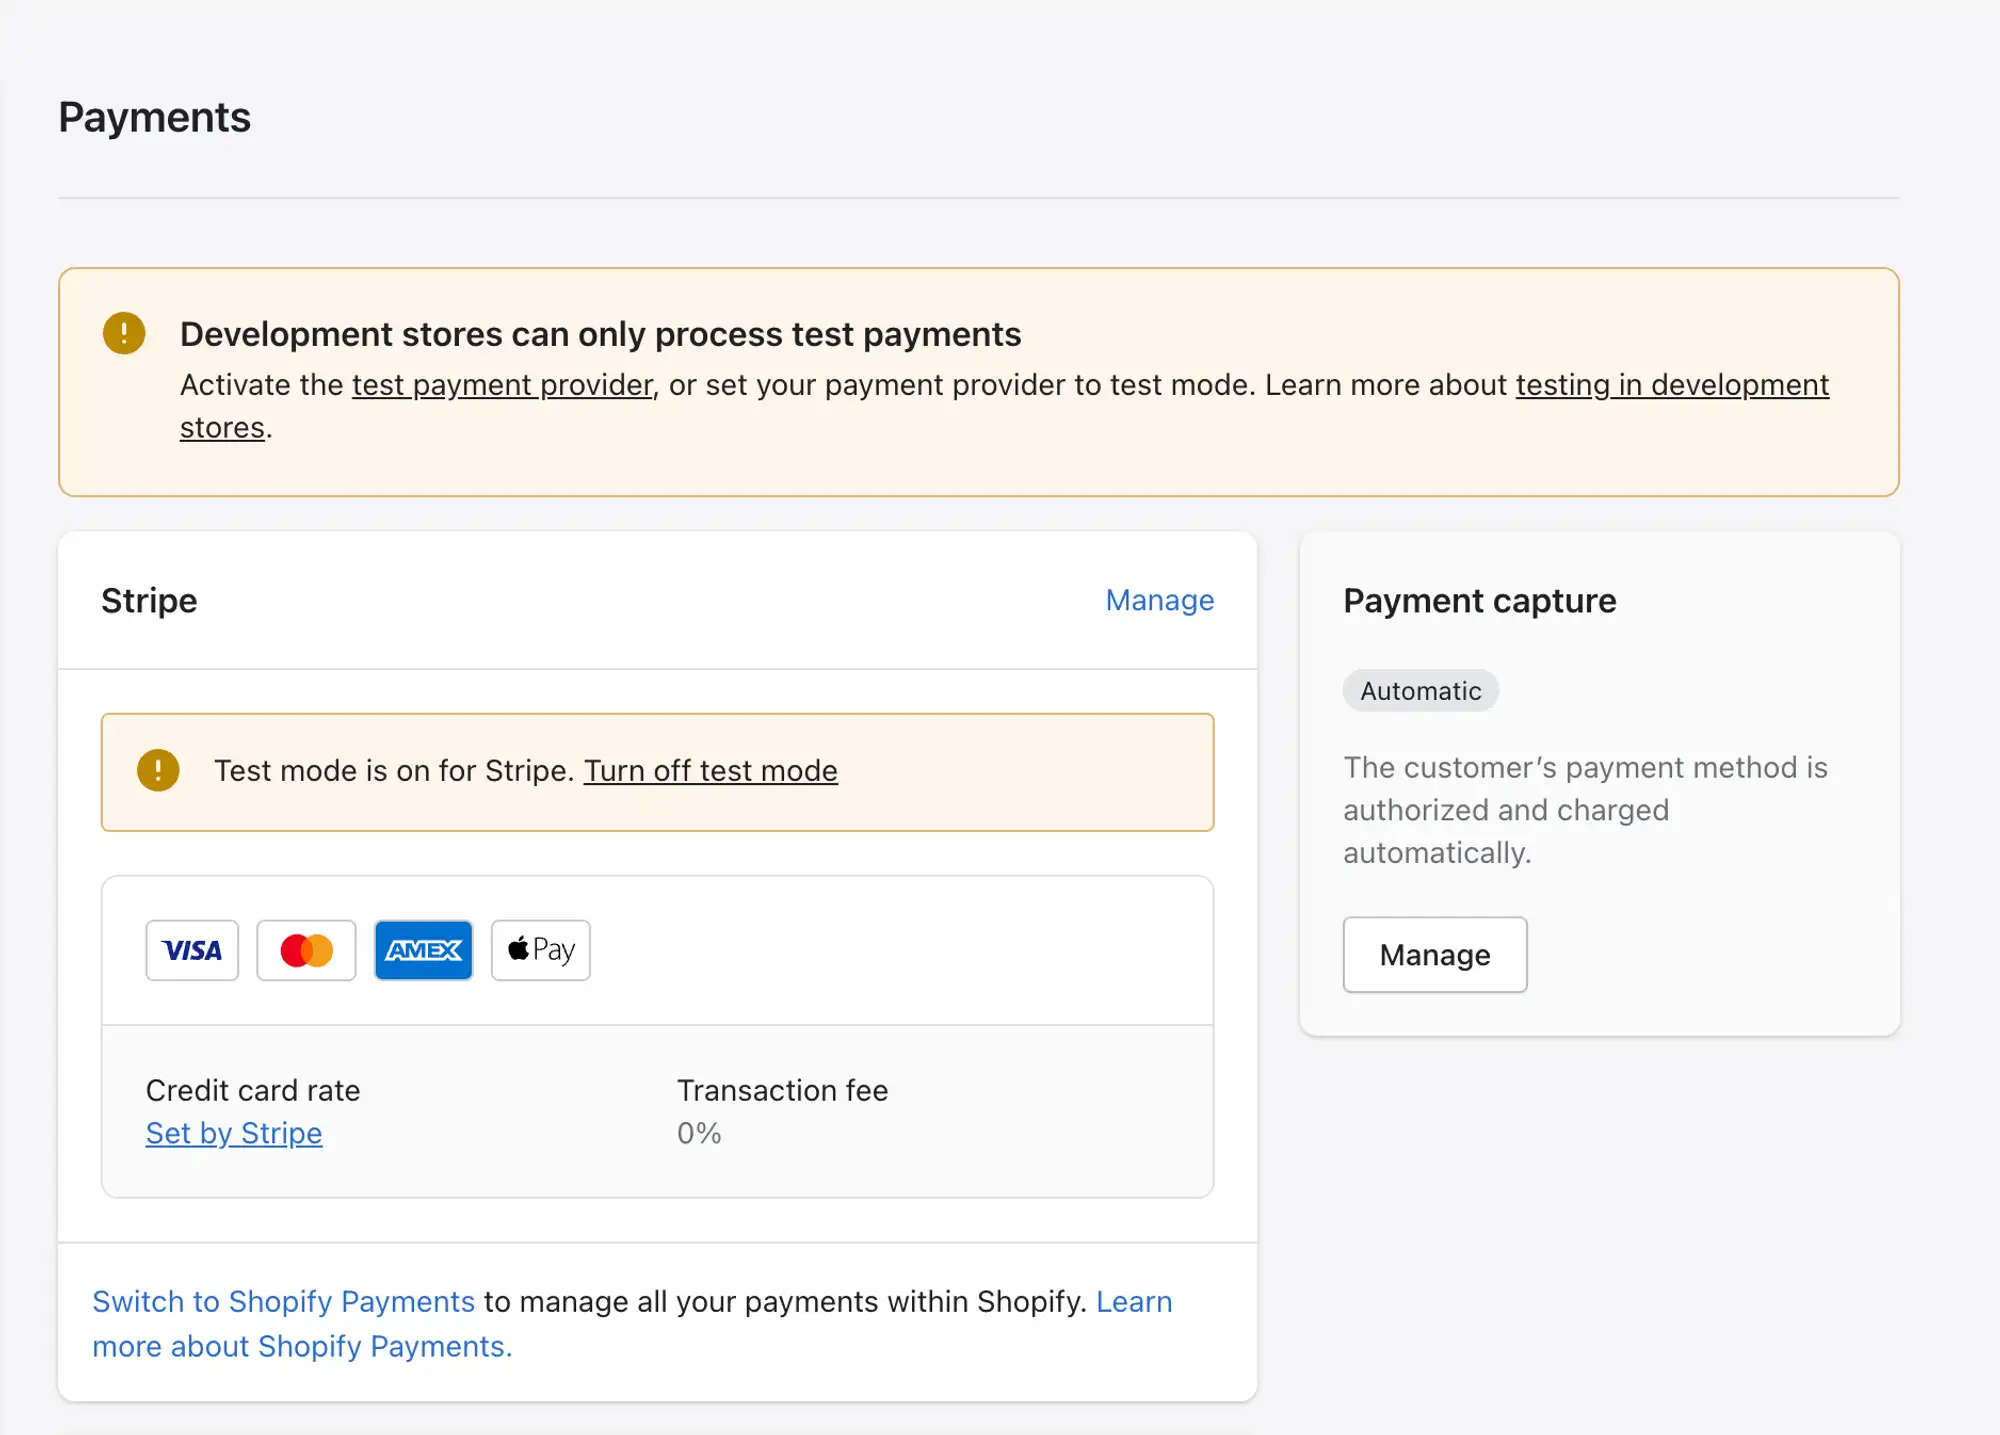 Payments
Development stores can only process test payments
Activate the test payment provider, or set your payment provider to test mode. Learn more about testing in development
stores.
Stripe
Manage
Test mode is on for Stripe. Turn off test mode
VISA
AMEX
Pay
Credit card rate
Set by Stripe
Transaction fee
0%
Switch to Shopify Payments to manage all your payments within Shopify. Learn
more about Shopify Payments.
Payment capture
Automatic
The customer’s payment method is
authorized and charged
automatically.
Manage